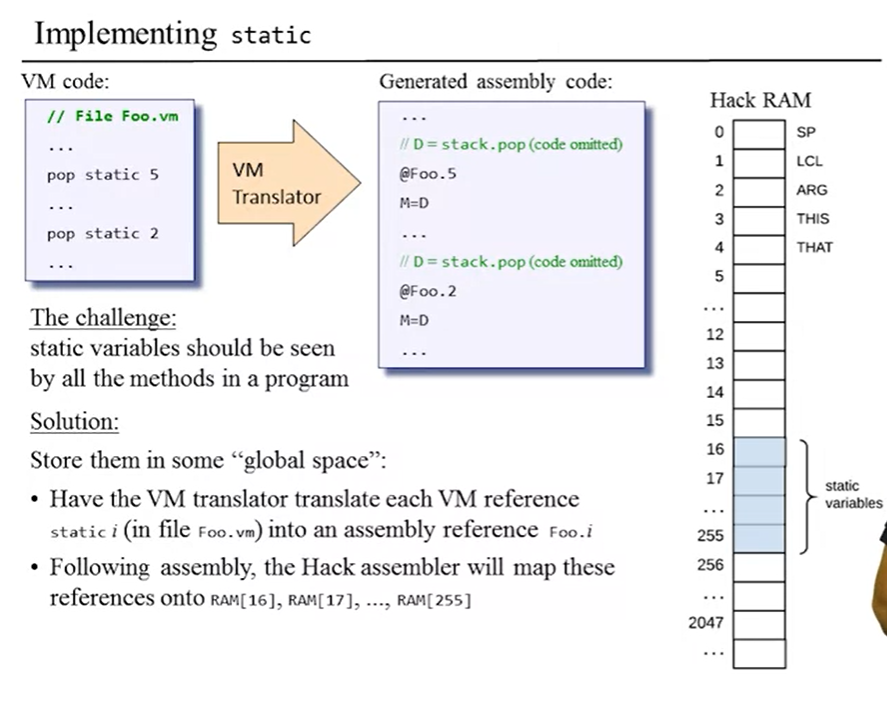 Implementing static
VM code:
// File Foo.vm
...
pop static 5
...
pop static 2
...
VM
Translator
Generated assembly code:
...
// D = stack.pop (code omitted)
@Foo.5
M=D
...
// D = stack.pop (code omitted)
@Foo.2
M=D
...
The challenge:
static variables should be seen
by all the methods in a program
Solution:
Store them in some “global space”:
• Have the VM translator translate each VM reference
static i (in file Foo.vm) into an assembly reference Foo.i
• Following assembly, the Hack assembler will map these
references onto RAM[16], RAM[17], ..., RAM[255]
Hack RAM
0 SP
1 LCL
2 ARG
3 THIS
4 THAT
5
...
12
13
14
15
16
17
...
255
static
variables
256
...
2047
...